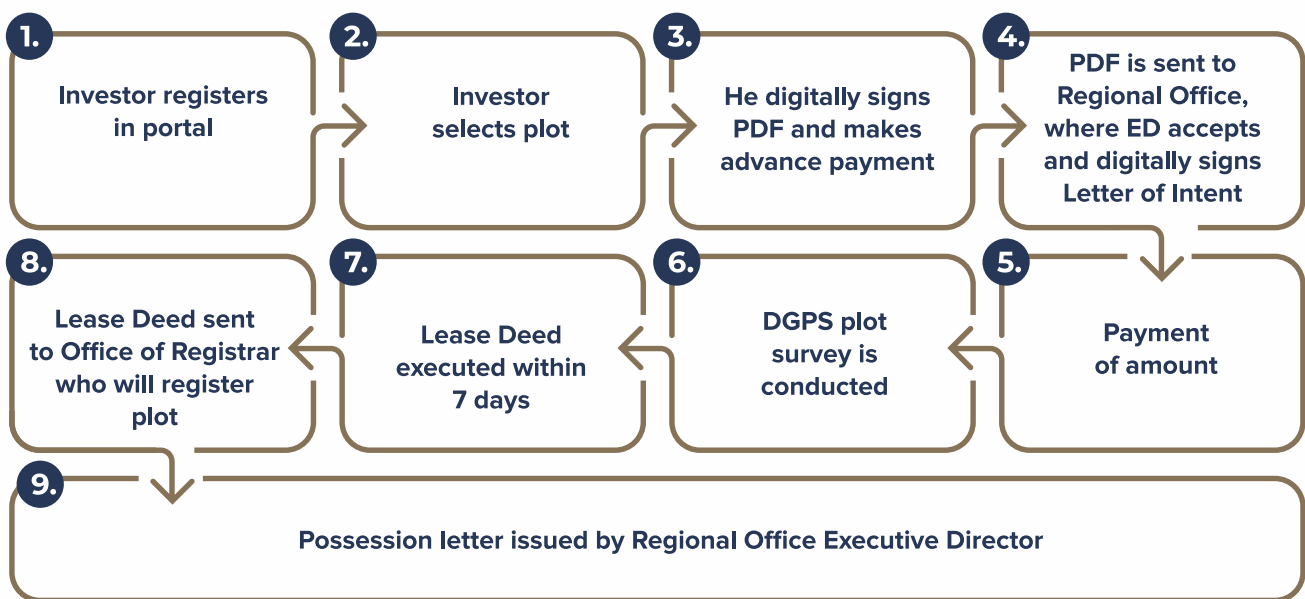 1.
Investor registers
in portal
2.
Investor
selects plot
3.
He digitally signs
PDF and makes
advance payment
4.
PDF is sent to
Regional Office,
where ED accepts
and digitally signs
Letter of Intent
5.
Payment
of amount
6.
DGPS plot
survey is
conducted
7.
Lease Deed
executed within
7 days
8.
Lease Deed sent
to Office of Registrar
who will register
plot
9.
Possession letter issued by Regional Office Executive Director